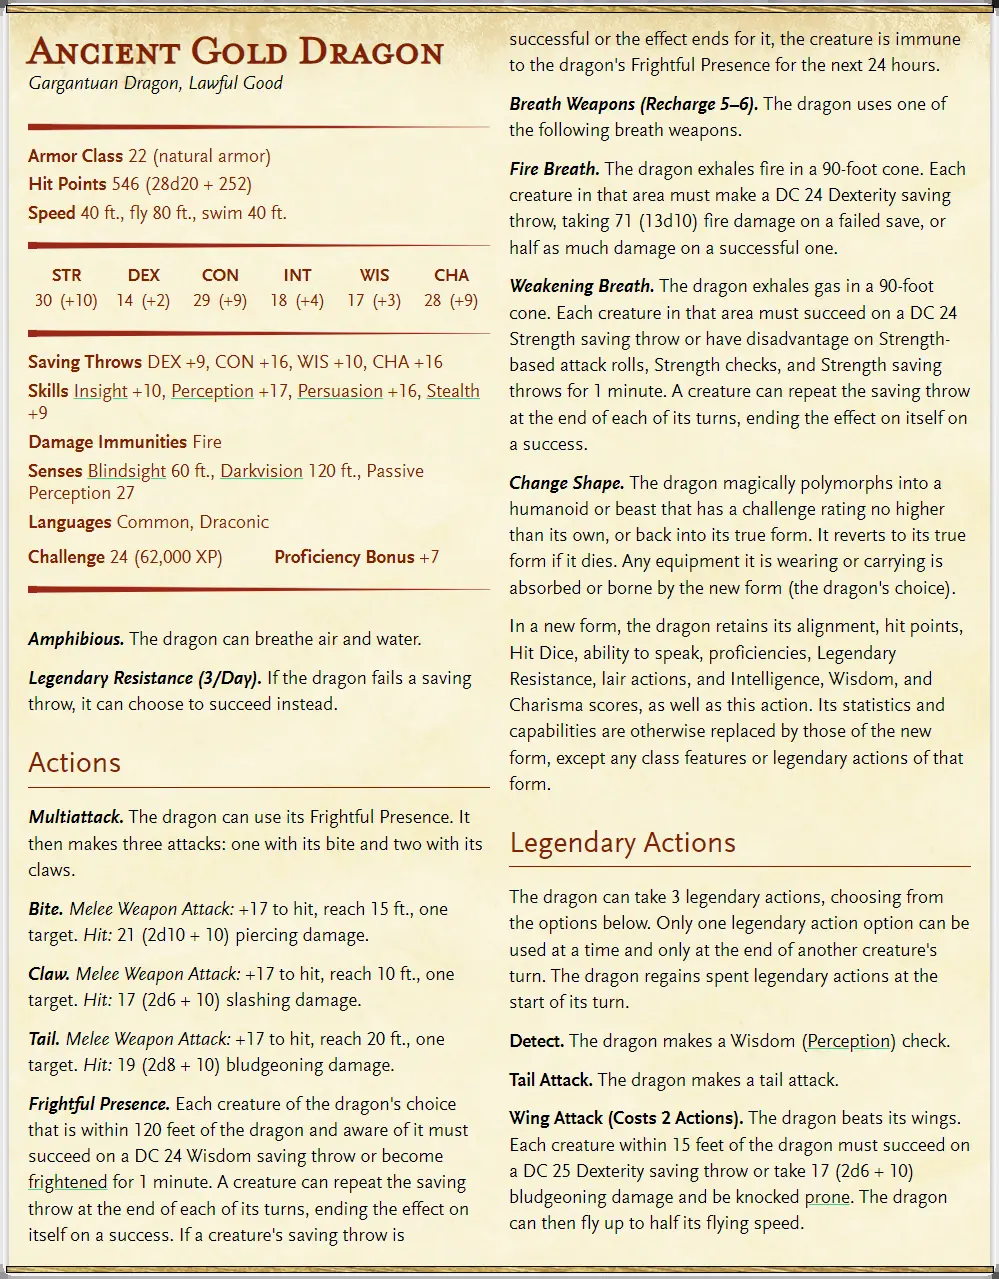 Ancient Gold Dragon
Gargantuan Dragon, Lawful Good
Armor Class 22 (natural armor)
Hit Points 546 (28d20 + 252)
Speed 40 ft., fly 80 ft., swim 40 ft.
STR DEX CON INT WIS CHA
30 (+10) 14 (+2) 29 (+9) 18 (+4) 17 (+3) 28 (+9)
Saving Throws DEX +9, CON +16, WIS +10, CHA +16
Skills Insight +10, Perception +17, Persuasion +16, Stealth
+9
Damage Immunities Fire
Senses Blindsight 60 ft., Darkvision 120 ft., Passive
Perception 27
Languages Common, Draconic
Challenge 24 (62,000 XP) Proficiency Bonus +7
Amphibious. The dragon can breathe air and water.
Legendary Resistance (3/Day). If the dragon fails a saving
throw, it can choose to succeed instead.
Actions
Multiattack. The dragon can use its Frightful Presence. It
then makes three attacks: one with its bite and two with its
claws.
Bite. Melee Weapon Attack: +17 to hit, reach 15 ft., one
target. Hit: 21 (2d10 + 10) piercing damage.
Claw. Melee Weapon Attack: +17 to hit, reach 10 ft., one
target. Hit: 17 (2d6 + 10) slashing damage.
Tail. Melee Weapon Attack: +17 to hit, reach 20 ft., one
target. Hit: 19 (2d8 + 10) bludgeoning damage.
Frightful Presence. Each creature of the dragon's choice
that is within 120 feet of the dragon and aware of it must
succeed on a DC 24 Wisdom saving throw or become
frightened for 1 minute. A creature can repeat the saving
throw at the end of each of its turns, ending the effect on
itself on a success. If a creature's saving throw is
successful or the effect ends for it, the creature is immune
to the dragon's Frightful Presence for the next 24 hours.
Breath Weapons (Recharge 5–6). The dragon uses one of
the following breath weapons.
Fire Breath. The dragon exhales fire in a 90-foot cone. Each
creature in that area must make a DC 24 Dexterity saving
throw, taking 71 (13d10) fire damage on a failed save, or
half as much damage on a successful one.
Weakening Breath. The dragon exhales gas in a 90-foot
cone. Each creature in that area must succeed on a DC 24
Strength saving throw or have disadvantage on Strength-
based attack rolls, Strength checks, and Strength saving
throws for 1 minute. A creature can repeat the saving throw
at the end of each of its turns, ending the effect on itself on
a success.
Change Shape. The dragon magically polymorphs into a
humanoid or beast that has a challenge rating no higher
than its own, or back into its true form. It reverts to its true
form if it dies. Any equipment it is wearing or carrying is
absorbed or borne by the new form (the dragon's choice).
In a new form, the dragon retains its alignment, hit points,
Hit Dice, ability to speak, proficiencies, Legendary
Resistance, lair actions, and Intelligence, Wisdom, and
Charisma scores, as well as this action. Its statistics and
capabilities are otherwise replaced by those of the new
form, except any class features or legendary actions of that
form.
Legendary Actions
The dragon can take 3 legendary actions, choosing from
the options below. Only one legendary action option can be
used at a time and only at the end of another creature's
turn. The dragon regains spent legendary actions at the
start of its turn.
Detect. The dragon makes a Wisdom (Perception) check.
Tail Attack. The dragon makes a tail attack.
Wing Attack (Costs 2 Actions). The dragon beats its wings.
Each creature within 15 feet of the dragon must succeed on
a DC 25 Dexterity saving throw or take 17 (2d6 + 10)
bludgeoning damage and be knocked prone. The dragon
can then fly up to half its flying speed.